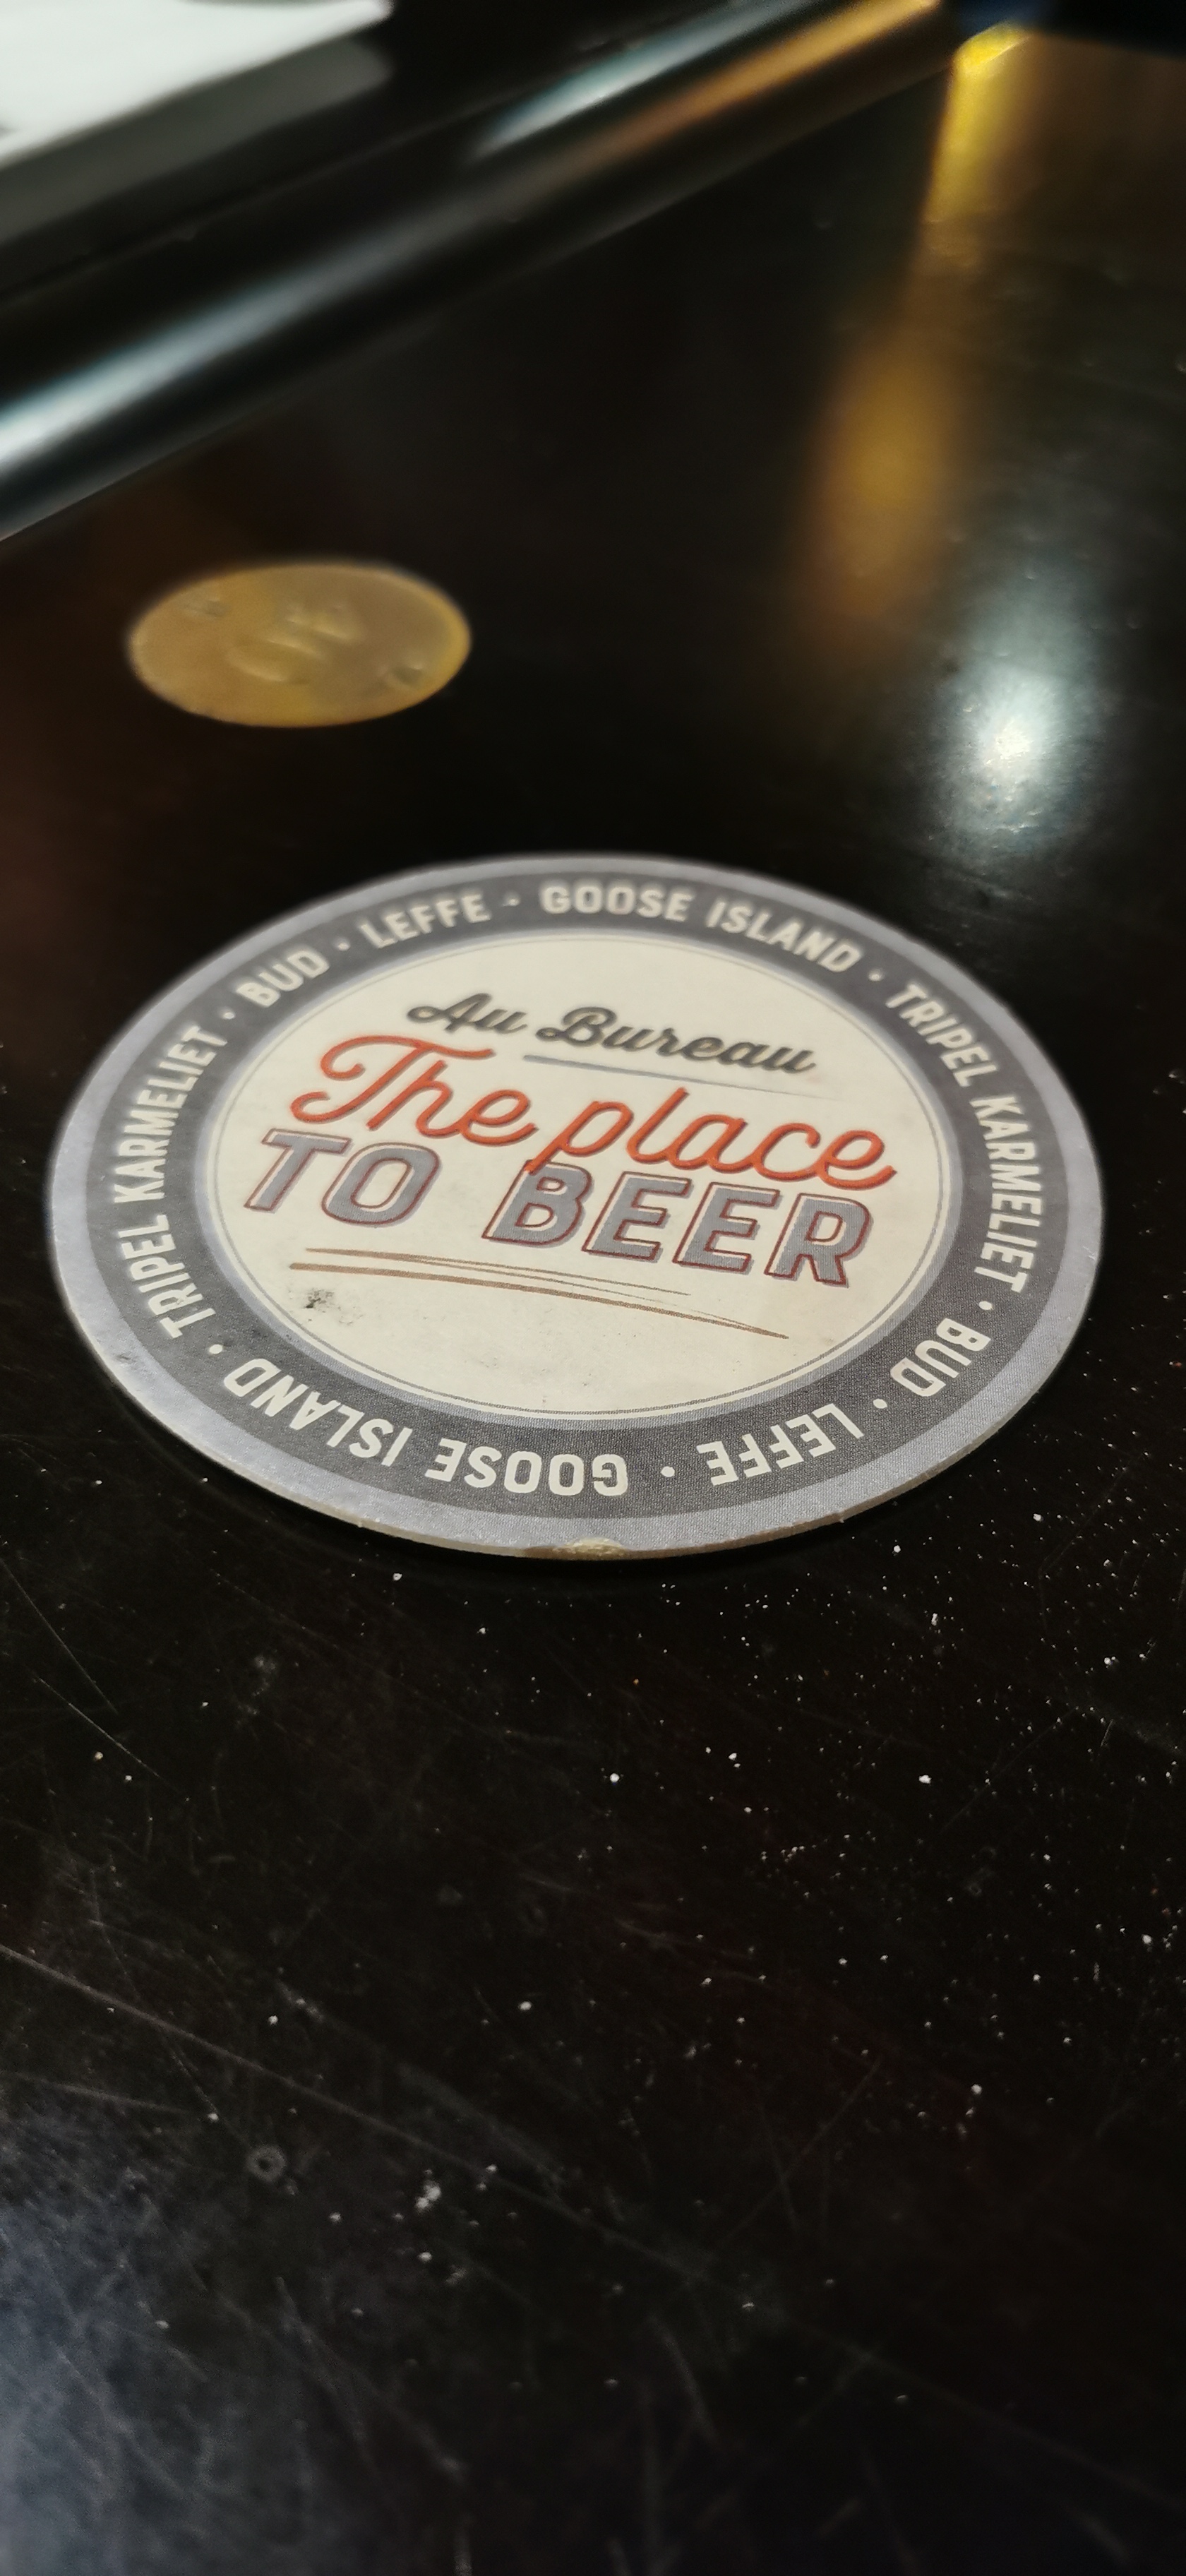 Au Bureau
The place
TO BEER
BUD · LEFFE · GOOSE ISLAND · TRIPEL KARMELIET · BUD · LEFFE · GOOSE ISLAND · TRIPEL KARMELIET ·